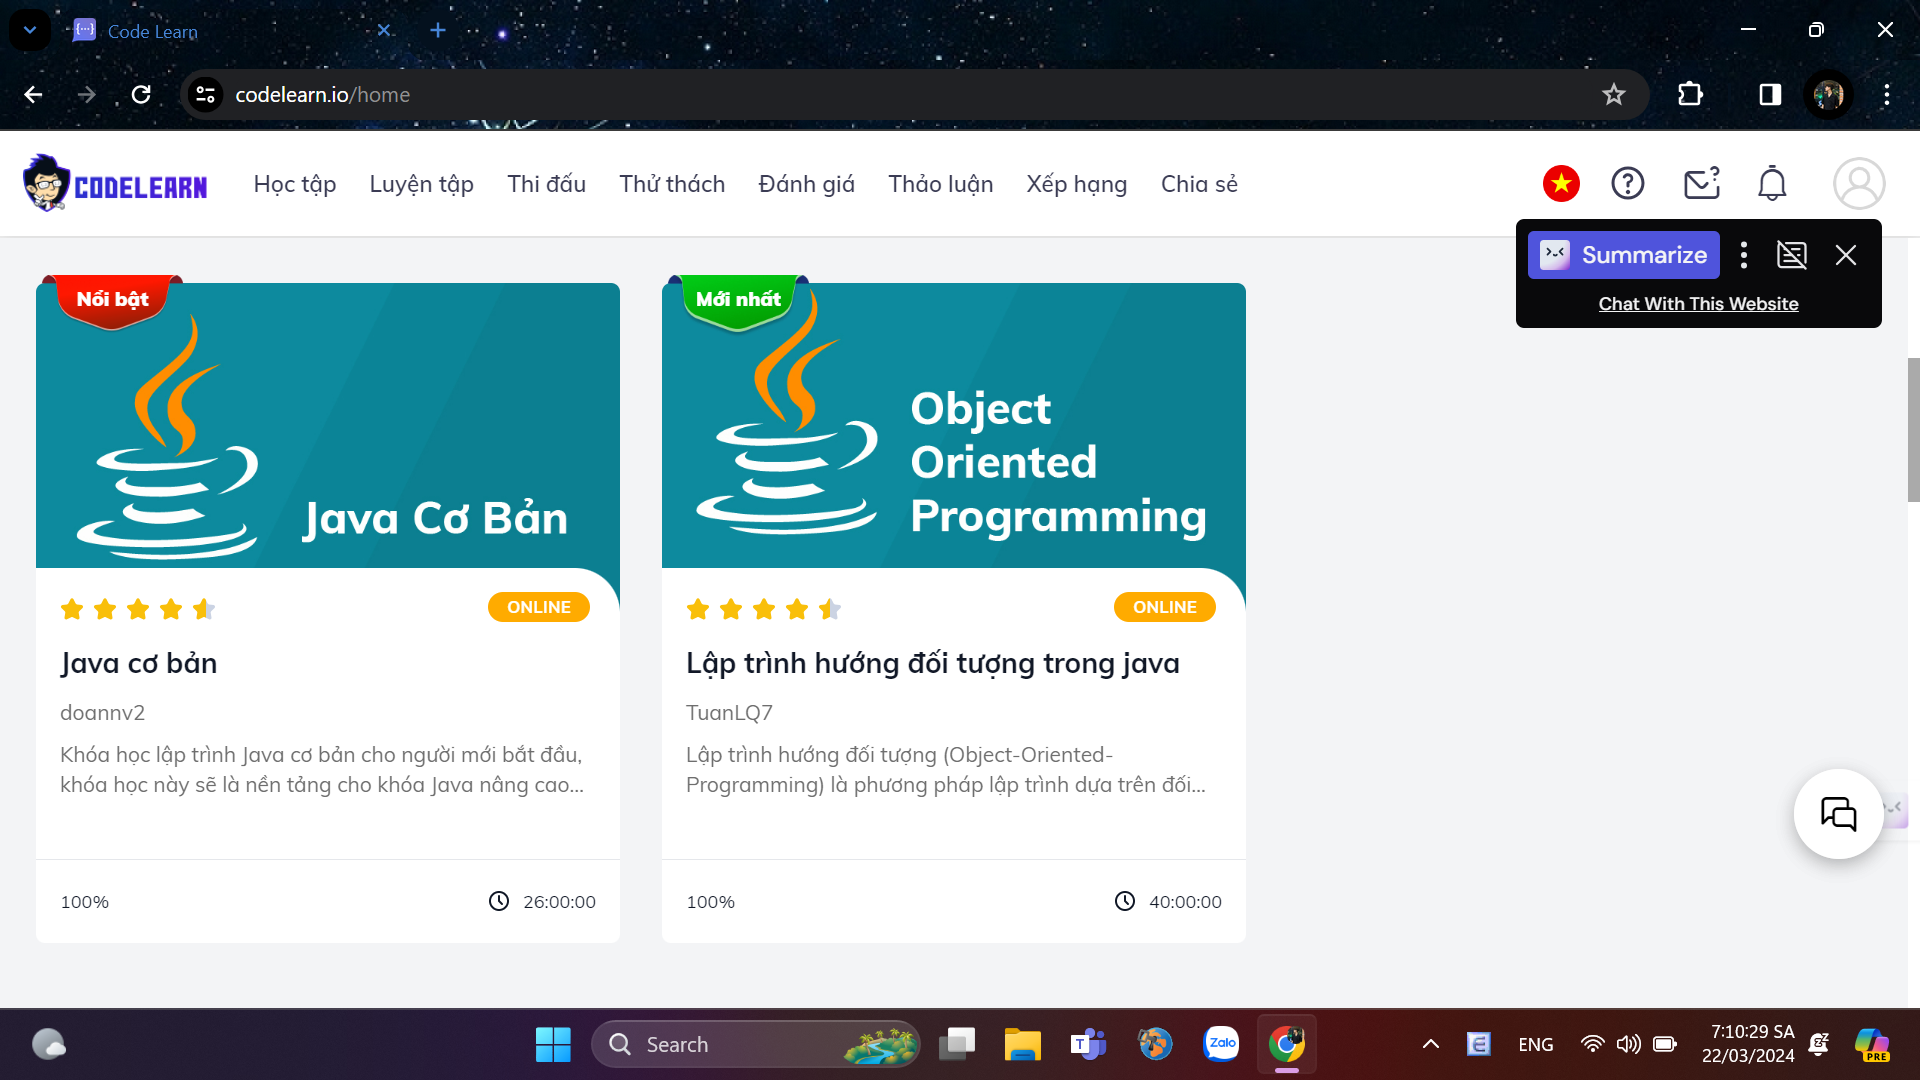 Code Learn
codelearn.io/home
CODELEARN
Học tập Luyện tập Thi đấu Thử thách Đánh giá Thảo luận Xếp hạng Chia sẻ
Summarize
Chat With This Website
Nổi bật
Java Cơ Bản
ONLINE
Java cơ bản
doannv2
Khóa học lập trình Java cơ bản cho người mới bắt đầu,
khóa học này sẽ là nền tảng cho khóa Java nâng cao...
100%
26:00:00
Mới nhất
Object
Oriented
Programming
ONLINE
Lập trình hướng đối tượng trong java
TuanLQ7
Lập trình hướng đối tượng (Object-Oriented-
Programming) là phương pháp lập trình dựa trên đối...
100%
40:00:00
Search
T
Zalo
E
ENG
7:10:29 SA
22/03/2024
PRE